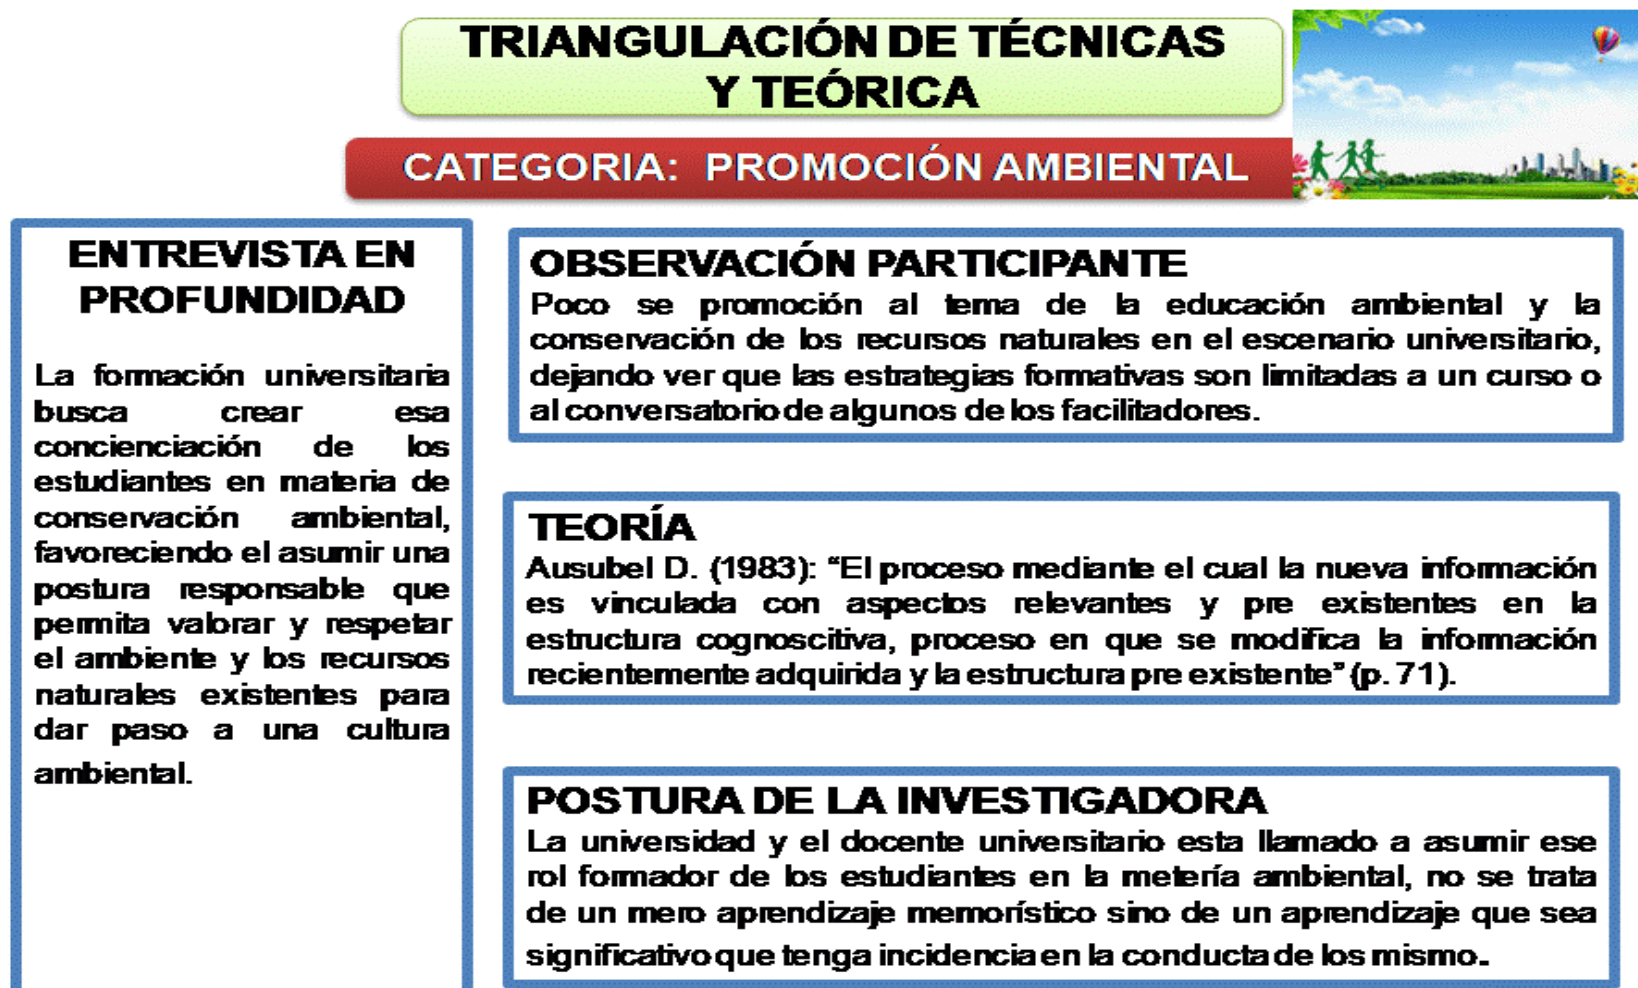 TRIANGULACIÓN DE TÉCNICAS
Y TEÓRICA
CATEGORIA: PROMOCIÓN AMBIENTAL
ENTREVISTA EN
PROFUNDIDAD
La formación universitaria
busca crear esa
concienciación de los
estudiantes en materia de
conservación ambiental,
favoreciendo el asumir una
postura responsable que
permita valorar y respetar
el ambiente y los recursos
naturales existentes para
dar paso a una cultura
ambiental.
OBSERVACIÓN PARTICIPANTE
Poco se promoción al tema de la educación ambiental y la
conservación de los recursos naturales en el escenario universitario,
dejando ver que las estrategias formativas son limitadas a un curso o
al conversatorio de algunos de los facilitadores.
TEORÍA
Ausubel D. (1983): “El proceso mediante el cual la nueva información
es vinculada con aspectos relevantes y pre existentes en la
estructura cognoscitiva, proceso en que se modifica la información
recientemente adquirida y la estructura pre existente” (p. 71).
POSTURA DE LA INVESTIGADORA
La universidad y el docente universitario esta llamado a asumir ese
rol formador de los estudiantes en la metería ambiental, no se trata
de un mero aprendizaje memorístico sino de un aprendizaje que sea
significativo que tenga incidencia en la conducta de los mismo.